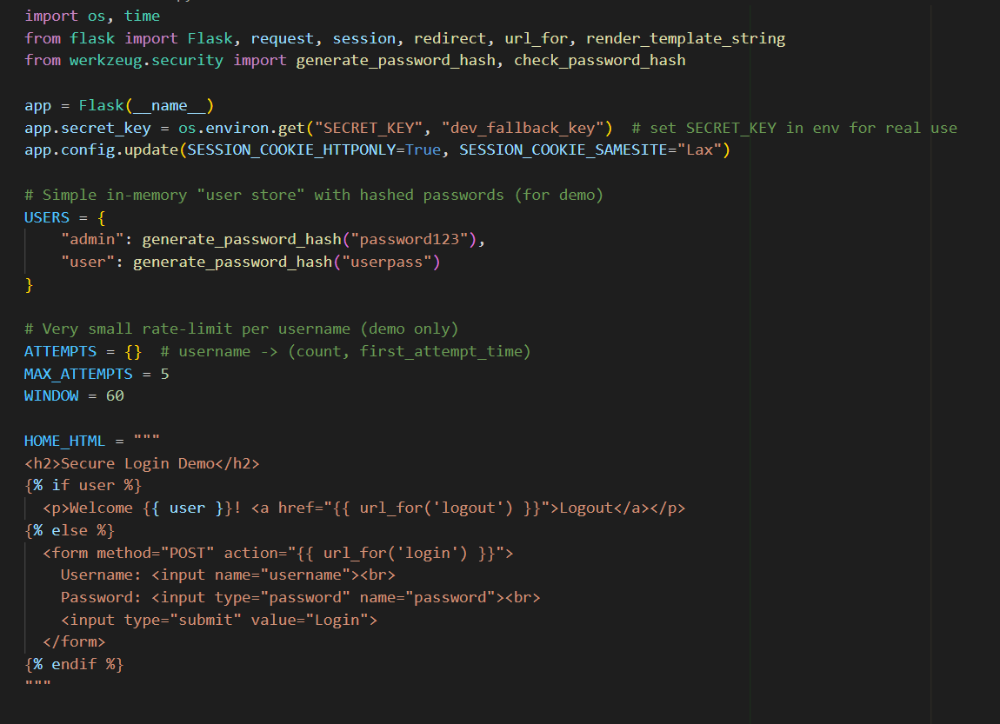 import os, time
from flask import Flask, request, session, redirect, url_for, render_template_string
from werkzeug.security import generate_password_hash, check_password_hash

app = Flask(__name__)
app.secret_key = os.environ.get("SECRET_KEY", "dev_fallback_key")  # set SECRET_KEY in env for real use
app.config.update(SESSION_COOKIE_HTTPONLY=True, SESSION_COOKIE_SAMESITE="Lax")

# Simple in-memory "user store" with hashed passwords (for demo)
USERS = {
    "admin": generate_password_hash("password123"),
    "user": generate_password_hash("userpass")
}

# Very small rate-limit per username (demo only)
ATTEMPTS = {}  # username -> (count, first_attempt_time)
MAX_ATTEMPTS = 5
WINDOW = 60

HOME_HTML = """
<h2>Secure Login Demo</h2>
{% if user %}
  <p>Welcome {{ user }}! <a href="{{ url_for('logout') }}">Logout</a></p>
{% else %}
  <form method="POST" action="{{ url_for('login') }}">
    Username: <input name="username"><br>
    Password: <input type="password" name="password"><br>
    <input type="submit" value="Login">
  </form>
{% endif %}
"""